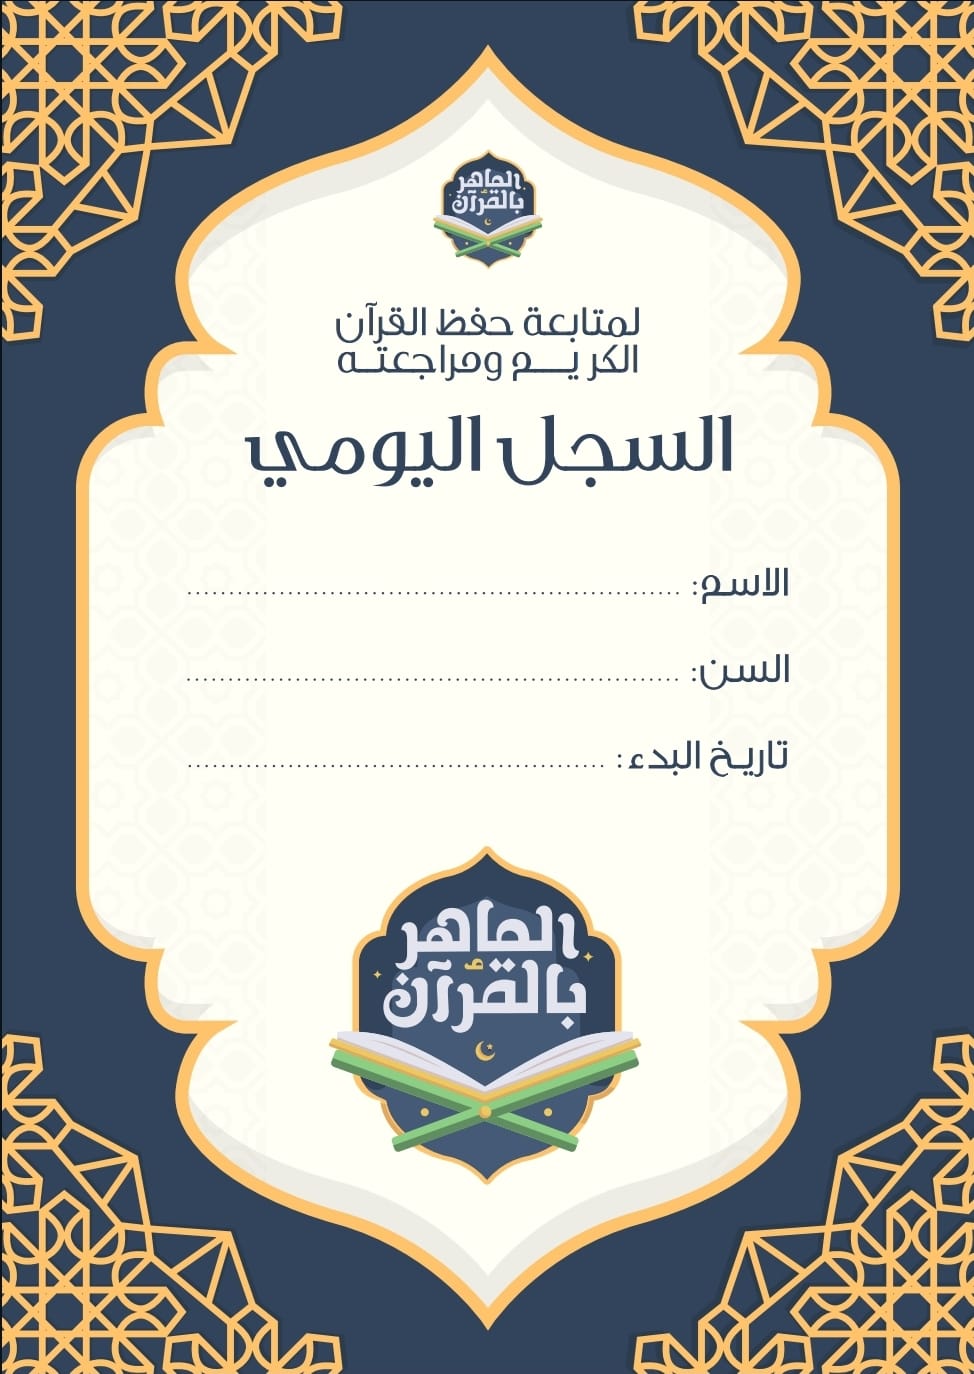 الماهر
بالقرآن
لمتابعة حفظ القرآن
الكريم ومراجعته
السجل اليومي
الاسم: ............................................................
السن: ............................................................
تاريخ البدء: ...................................................
الماهر
بالقرآن